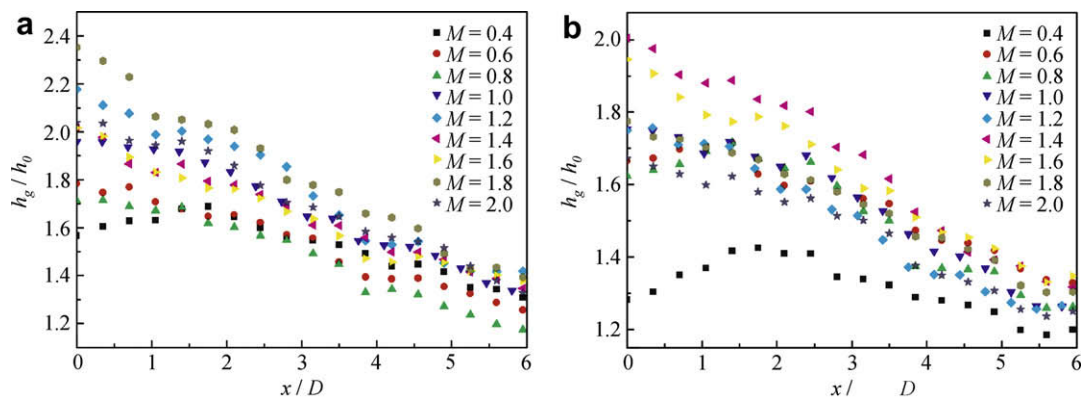 a
h_g / h_0
2.4
2.2
2.0
1.8
1.6
1.4
1.2
0 1 2 3 4 5 6
x / D
M = 0.4
M = 0.6
M = 0.8
M = 1.0
M = 1.2
M = 1.4
M = 1.6
M = 1.8
M = 2.0
b
h_g / h_0
2.0
1.8
1.6
1.4
1.2
0 1 2 3 4 5 6
x / D
M = 0.4
M = 0.6
M = 0.8
M = 1.0
M = 1.2
M = 1.4
M = 1.6
M = 1.8
M = 2.0